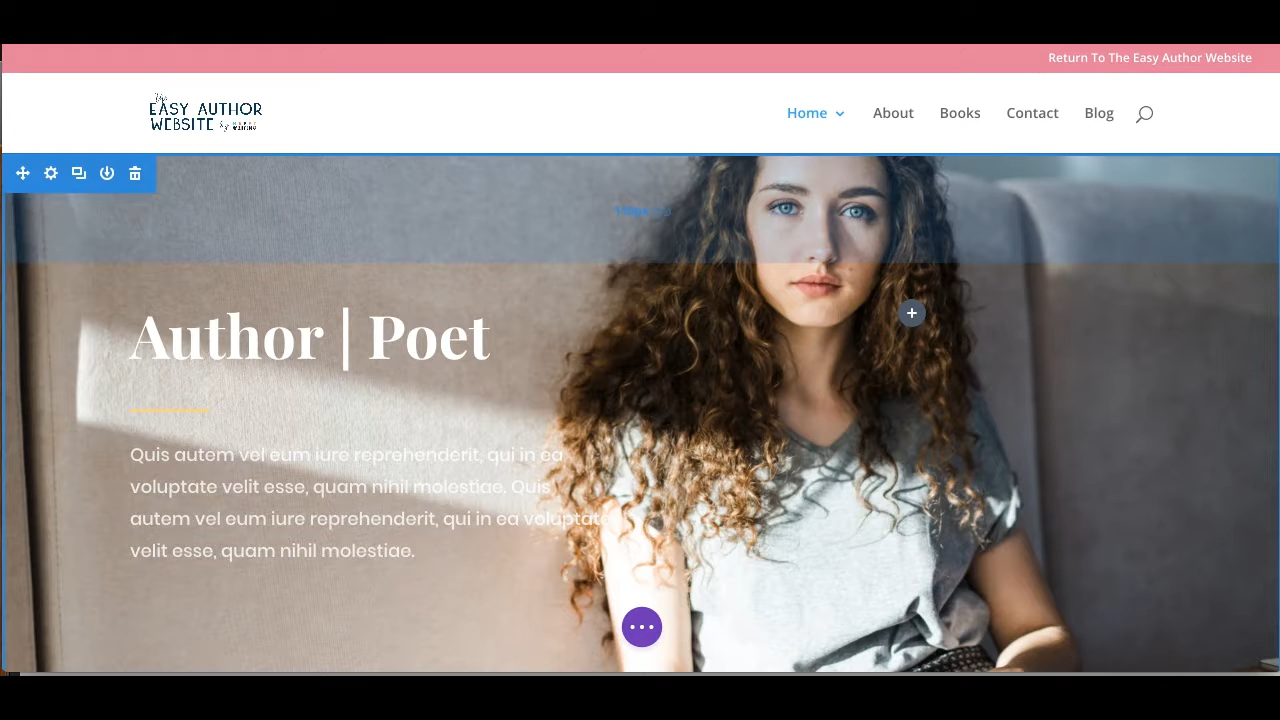 Return To The Easy Author Website
The
EASY AUTHOR
WEBSITE by
Home
About
Books
Contact
Blog
Author | Poet
Quis autem vel eum iure reprehenderit, qui in ea
voluptate velit esse, quam nihil molestiae. Quis
autem vel eum iure reprehenderit, qui in ea voluptate
velit esse, quam nihil molestiae.